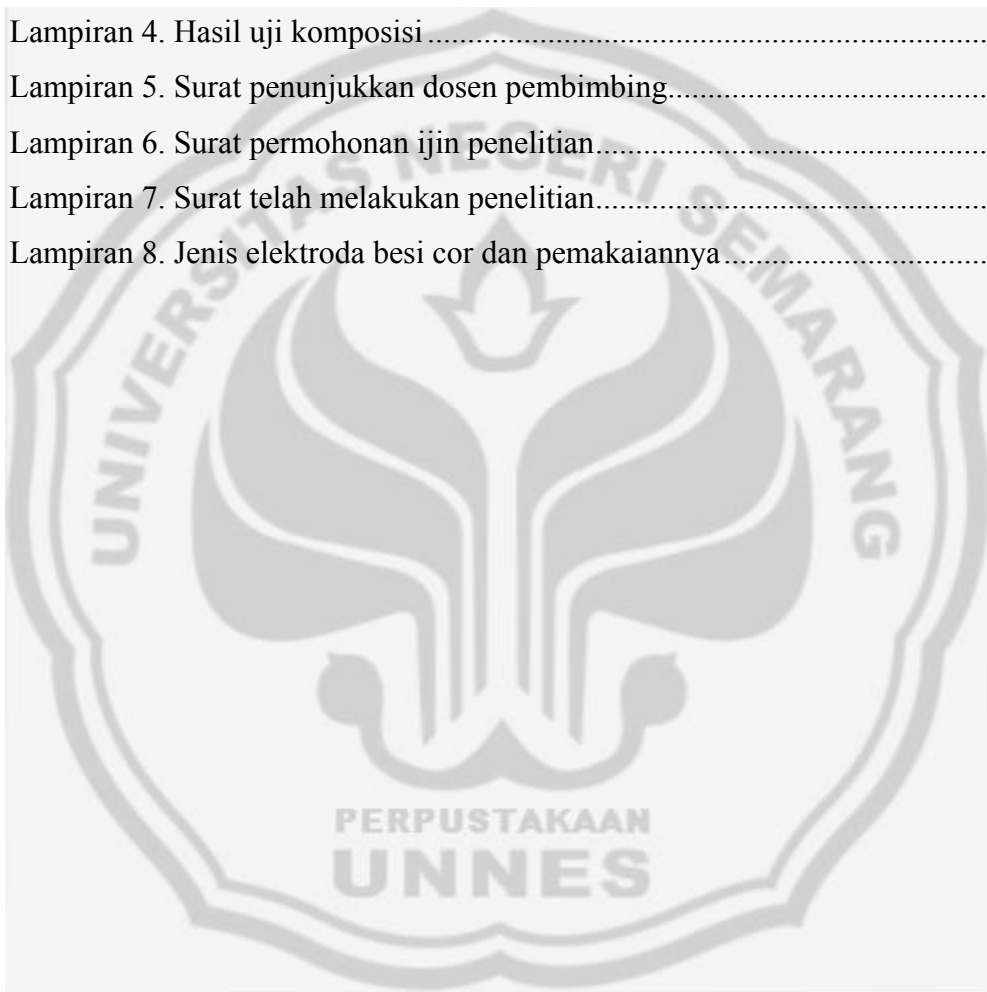 Lampiran 4. Hasil uji komposisi........................................................................
Lampiran 5. Surat penunjukkan dosen pembimbing........................................
Lampiran 6. Surat permohonan ijin penelitian.................................................
Lampiran 7. Surat telah melakukan penelitian.................................................
Lampiran 8. Jenis elektroda besi cor dan pemakaiannya.................................
UNIVERSITAS NEGERI SEMARANG
PERPUSTAKAAN
UNNES